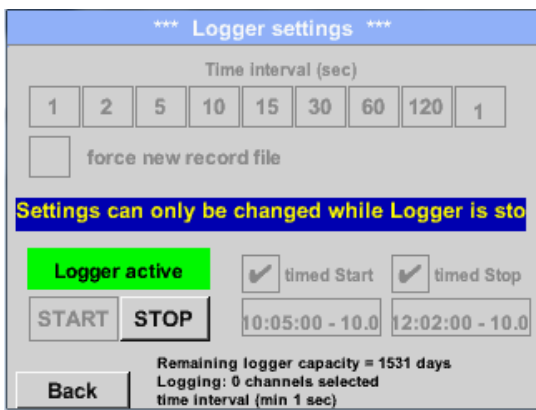 *** Logger settings ***
Time interval (sec)
1 2 5 10 15 30 60 120 1
force new record file
Settings can only be changed while Logger is sto
Logger active
✔ timed Start ✔ timed Stop
START STOP 10:05:00 - 10.0 12:02:00 - 10.0
Remaining logger capacity = 1531 days
Logging: 0 channels selected
time interval (min 1 sec)
Back